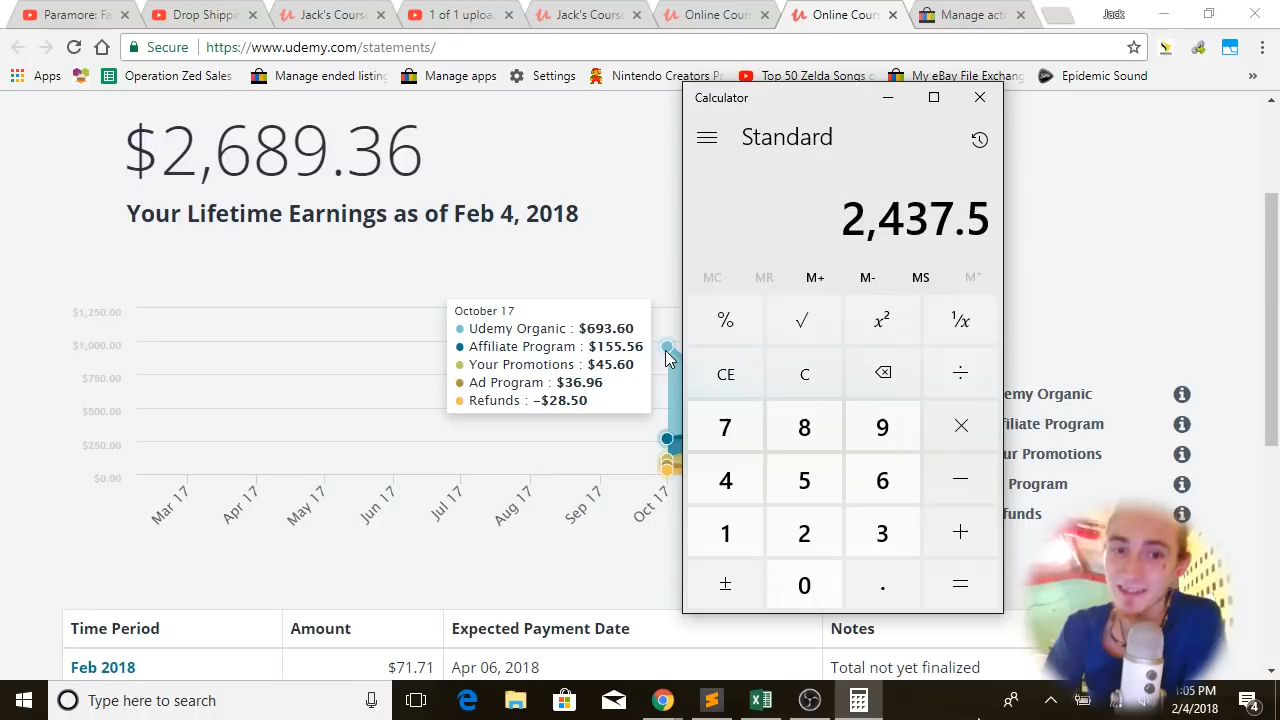 Paramore: Fa
Drop Ship
Jack's Course
1 of 1 uploa
Jack's Course
Online Cour
Online Cour
Manage acti
Jack
Secure
https://www.udemy.com/statements/
Apps
Operation Zed Sales
Manage ended listing
Manage apps
Settings
Nintendo Creators Pr
Top 50 Zelda Songs o
My eBay File Exchang
Epidemic Sound
»
$2,689.36
Your Lifetime Earnings as of Feb 4, 2018
$1,250.00
$1,000.00
$750.00
$500.00
$250.00
$0.00
October 17
Udemy Organic : $693.60
Affiliate Program : $155.56
Your Promotions : $45.60
Ad Program : $36.96
Refunds : –$28.50
Mar 17
Apr 17
May 17
Jun 17
Jul 17
Aug 17
Sep 17
Oct 17
emy Organic
filiate Program
ur Promotions
Program
funds
Calculator
Standard
2,437.5
MC MR M+ M- MS M˅
% √ x² ¹/x
CE C ÷
7 8 9 ×
4 5 6 −
1 2 3 +
± 0 . =
Time Period Amount Expected Payment Date Notes
Feb 2018 $71.71 Apr 06, 2018 Total not yet finalized
Type here to search
1:05 PM
2/4/2018
4